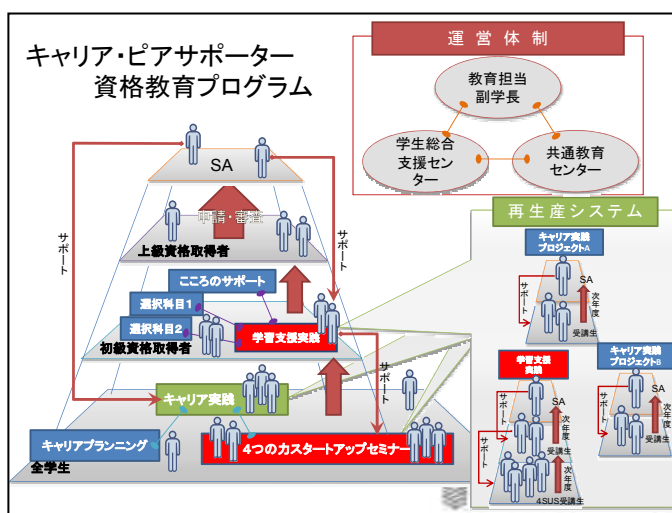 キャリア・ピアサポーター
資格教育プログラム
運営体制
教育担当
副学長
学生総合
支援セン
ター
共通教育
センター
SA
申請・審査
上級資格取得者
サポート
サポート
こころのサポート
選択科目1
選択科目2
学習支援実践
初級資格取得者
キャリア実践
サポート
キャリアプランニング
4つの力スタートアップセミナー
全学生
再生産システム
キャリア実践
プロジェクトA
SA
サポート
次年度
受講生
学習支援
実践
SA
サポート
次年度
受講生
サポート
次年度
4SUS受講生
キャリア実践
プロジェクトB
SA
サポート
次年度
受講生